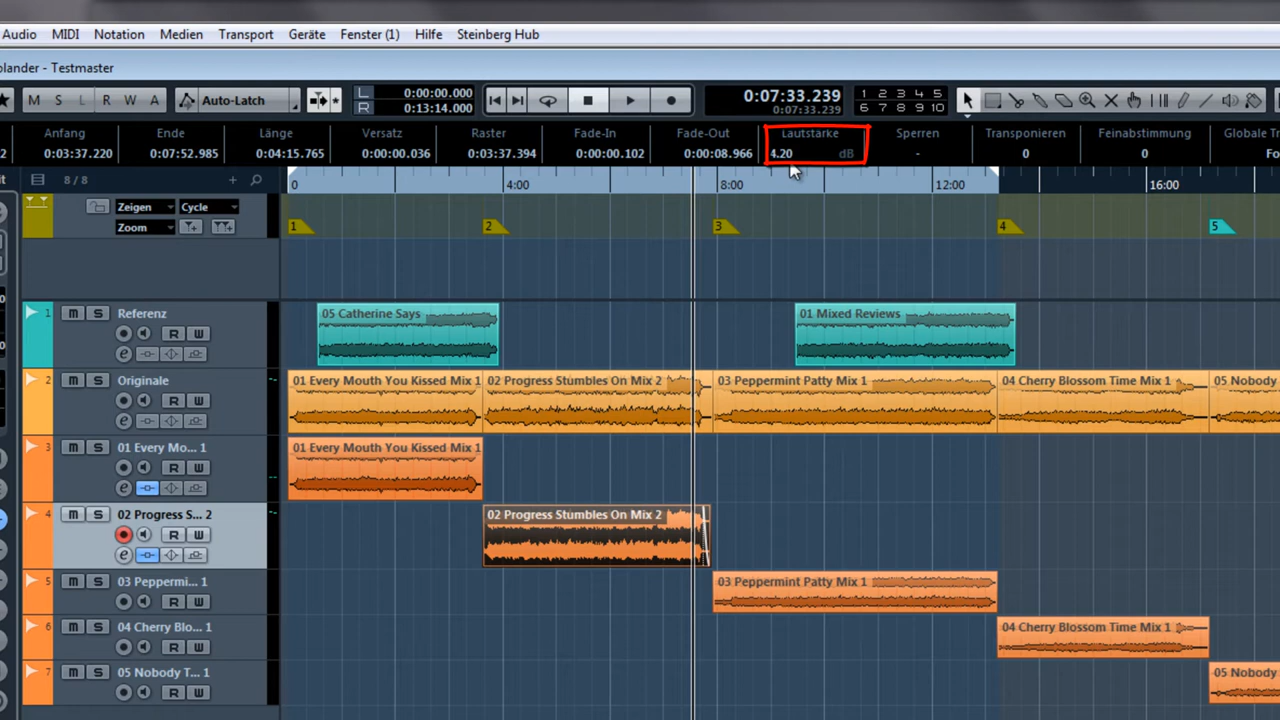 Audio MIDI Notation Medien Transport Geräte Fenster (1) Hilfe Steinberg Hub
olander - Testmaster
M S L R W A Auto-Latch L R 0:00:00.000 0:13:14.000 0:07:33.239 0:07:33.239 1 2 3 4 5 6 7 8 9 10
Anfang Ende Länge Versatz Raster Fade-In Fade-Out Lautstärke Sperren Transponieren Feinabstimmung Globale T
2 0:03:37.220 0:07:52.985 0:04:15.765 0:00:00.036 0:03:37.394 0:00:00.102 0:00:08.966 4.20 dB - 0 0 Fo
it 8 / 8 + 0 4:00 8:00 12:00 16:00
Zeigen Cycle
Zoom 1 2 3 4 5
1 M S Referenz 05 Catherine Says 01 Mixed Reviews
R W
e
2 M S Originale 01 Every Mouth You Kissed Mix 1 02 Progress Stumbles On Mix 2 03 Peppermint Patty Mix 1 04 Cherry Blossom Time Mix 1 05 Nobody
R W
e
3 M S 01 Every Mo... 1 01 Every Mouth You Kissed Mix 1
R W
e
4 M S 02 Progress S... 2 02 Progress Stumbles On Mix 2
R W
e
5 M S 03 Peppermi... 1 03 Peppermint Patty Mix 1
R W
6 M S 04 Cherry Blo... 1 04 Cherry Blossom Time Mix 1
R W
7 M S 05 Nobody T... 1 05 Nobody
R W